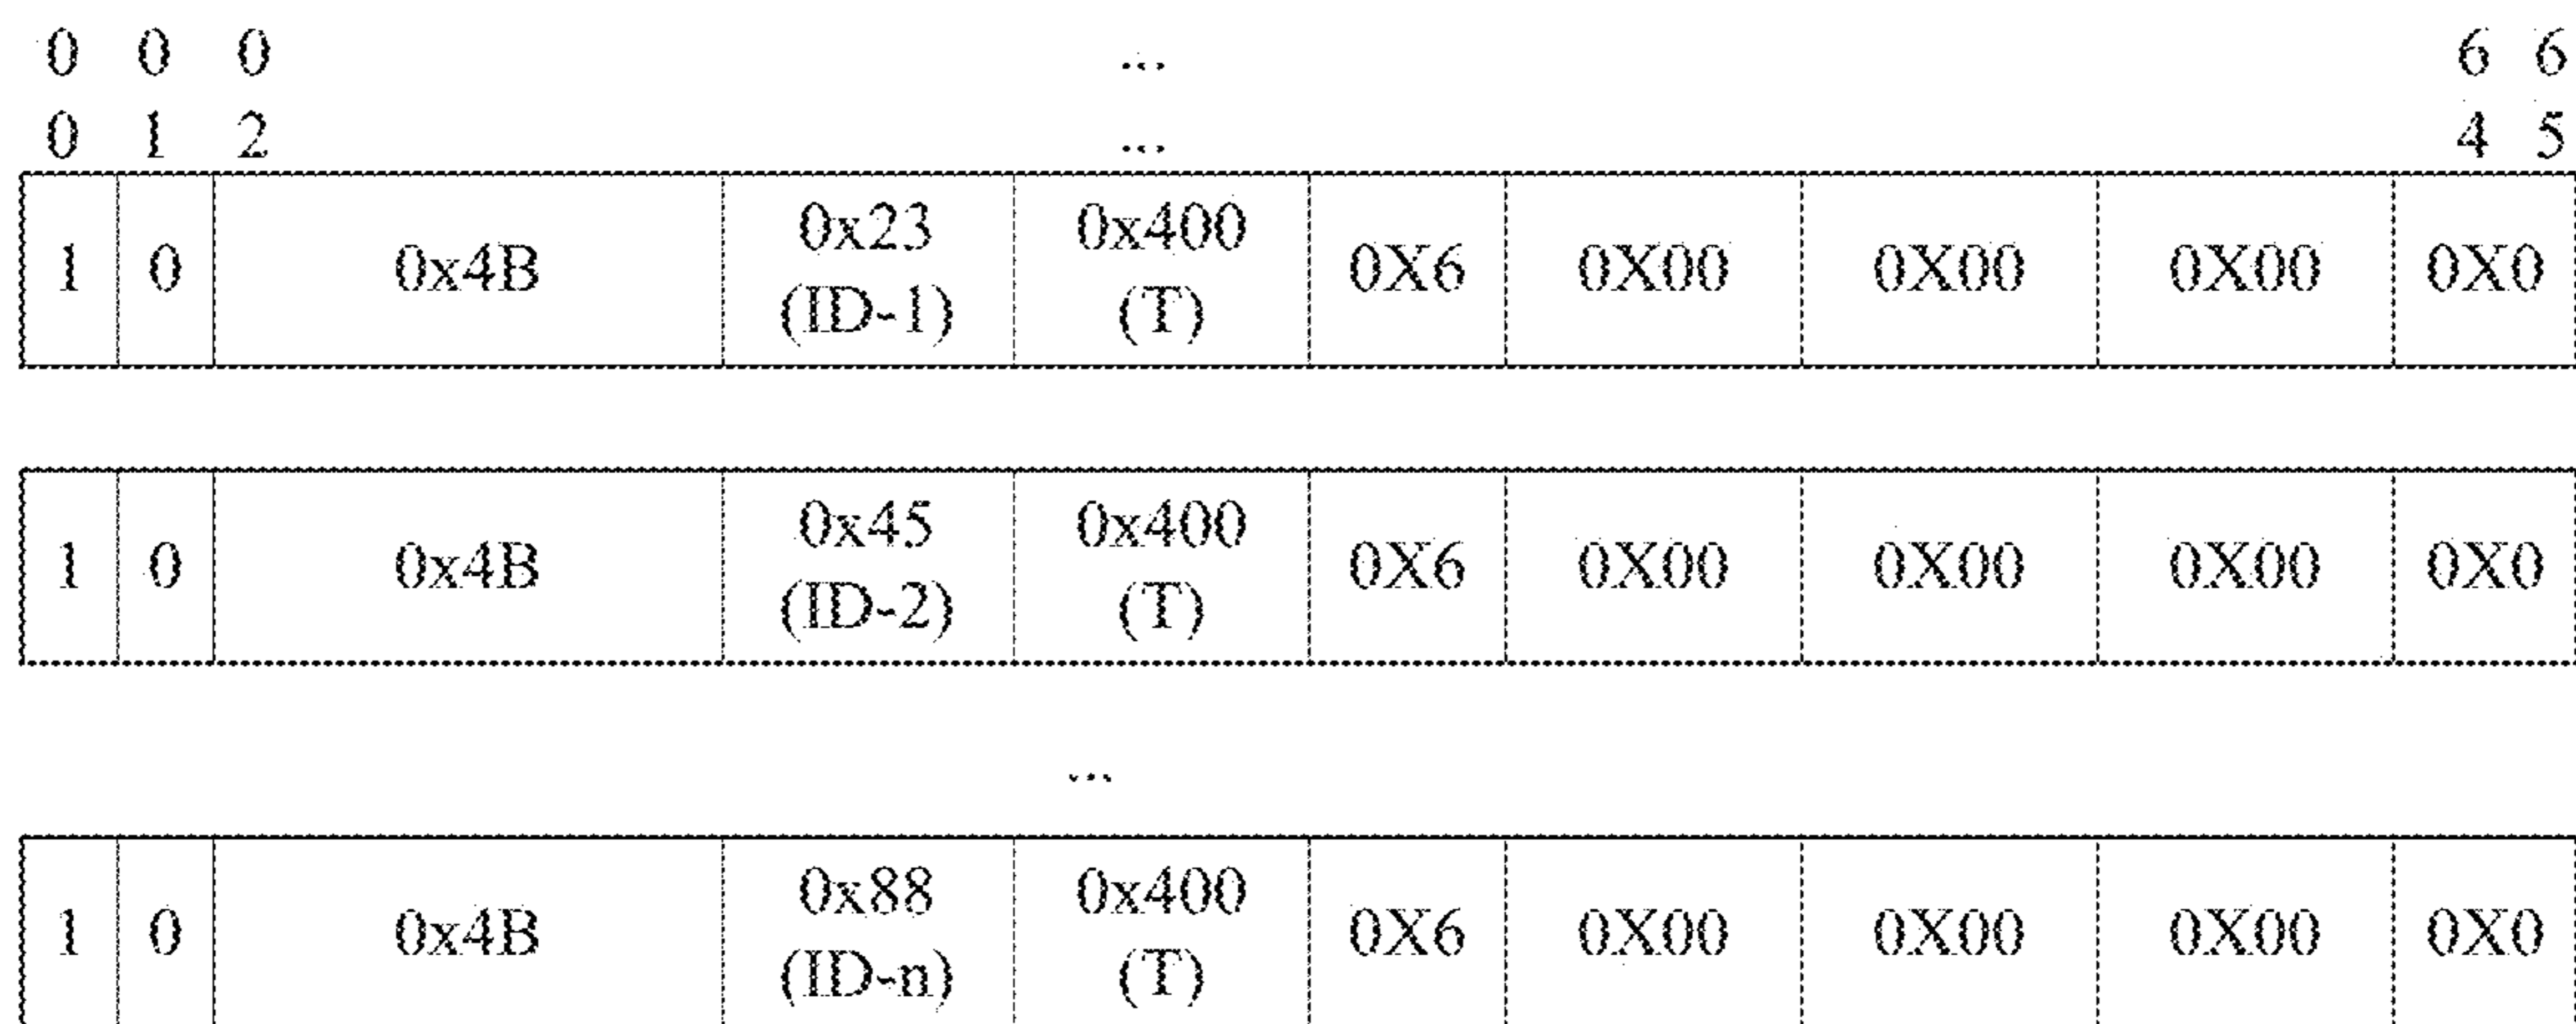 0 0 0 ... 6 6
0 1 2 ... 4 5
1 0 0x4B 0x23 (ID-1) 0x400 (T) 0X6 0X00 0X00 0X00 0X0
1 0 0x4B 0x45 (ID-2) 0x400 (T) 0X6 0X00 0X00 0X00 0X0
...
1 0 0x4B 0x88 (ID-n) 0x400 (T) 0X6 0X00 0X00 0X00 0X0